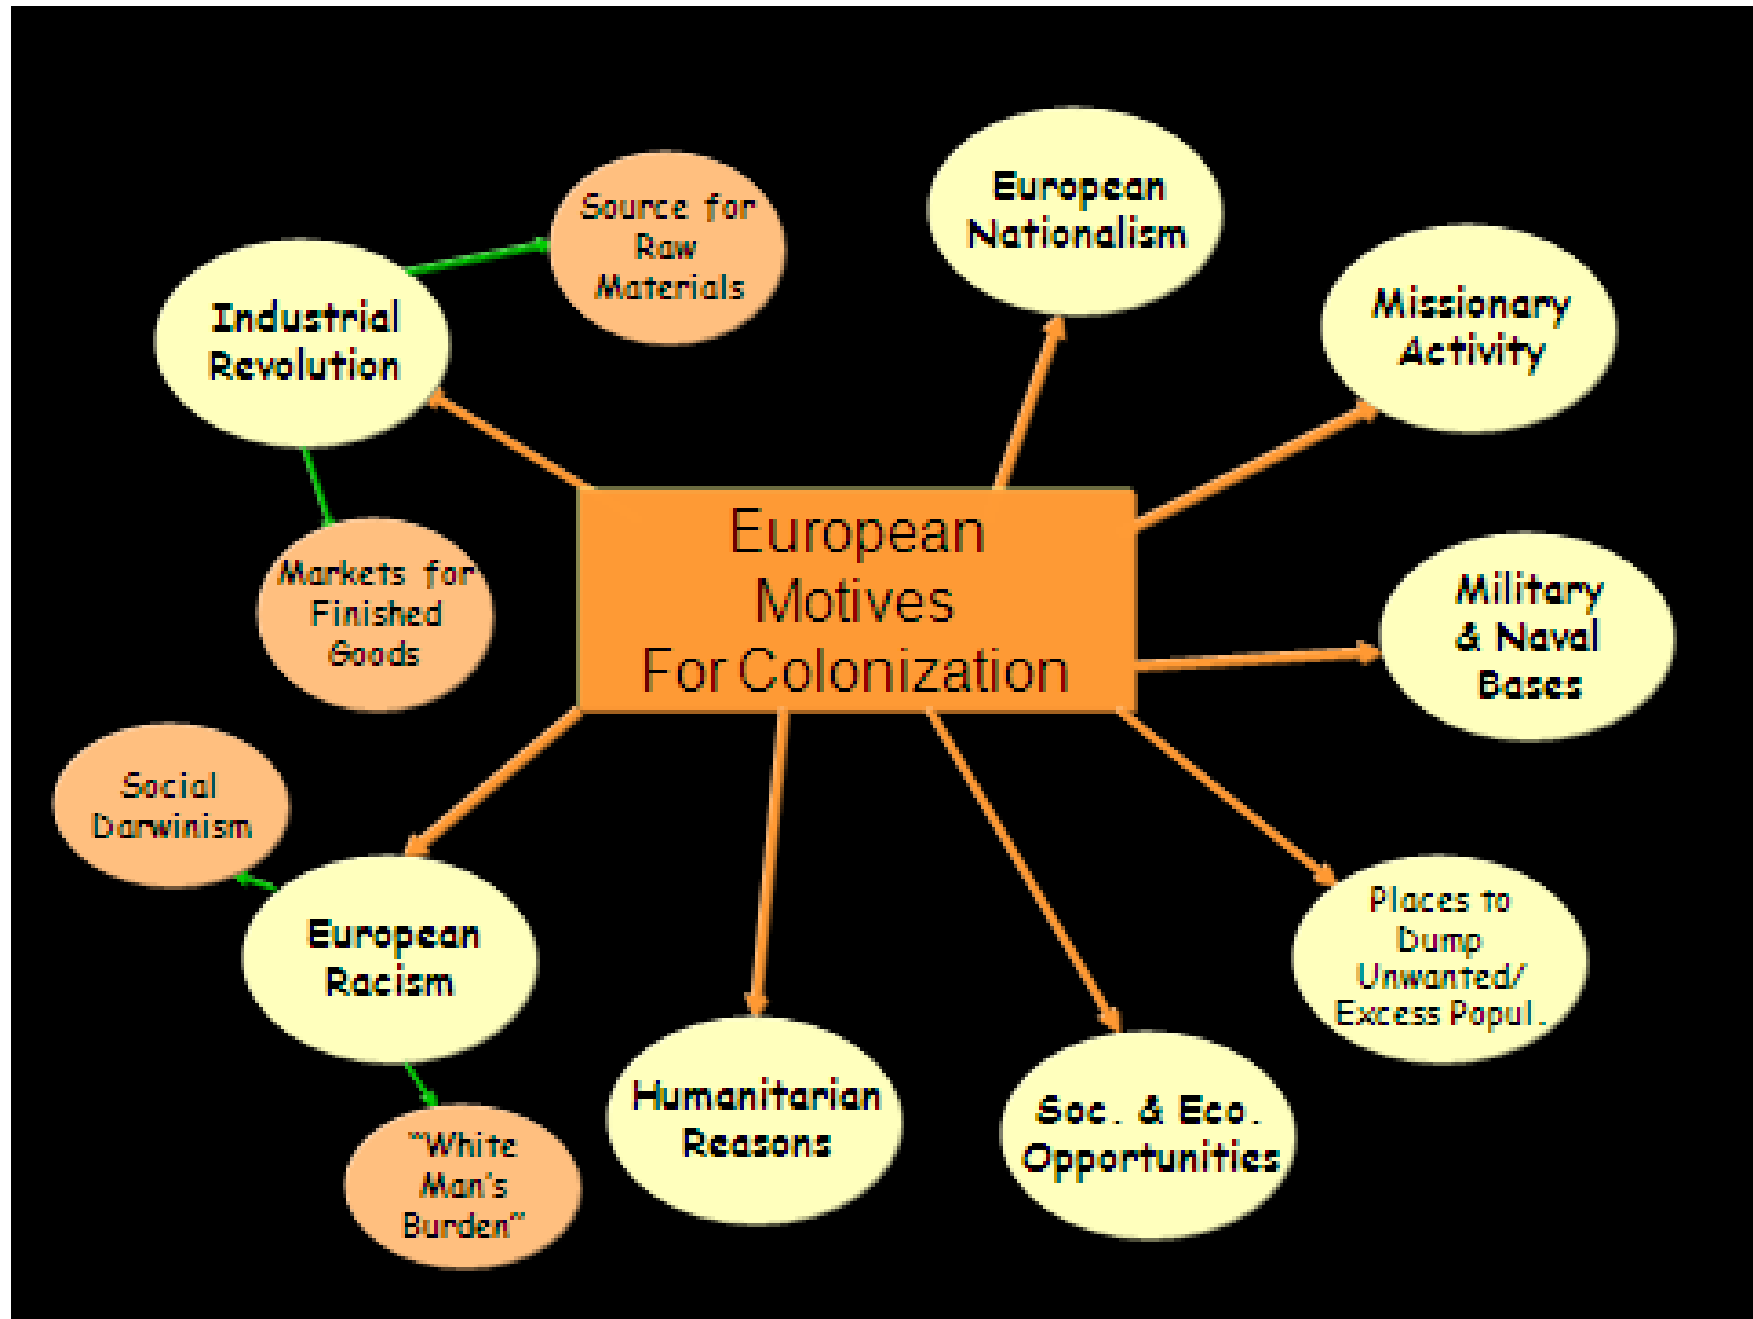 European
Motives
For Colonization
Industrial
Revolution
Source for
Raw
Materials
Markets for
Finished
Goods
European
Nationalism
Missionary
Activity
Military
& Naval
Bases
Places to
Dump
Unwanted/
Excess Popul.
Soc. & Eco.
Opportunities
Humanitarian
Reasons
European
Racism
Social
Darwinism
"White
Man's
Burden"